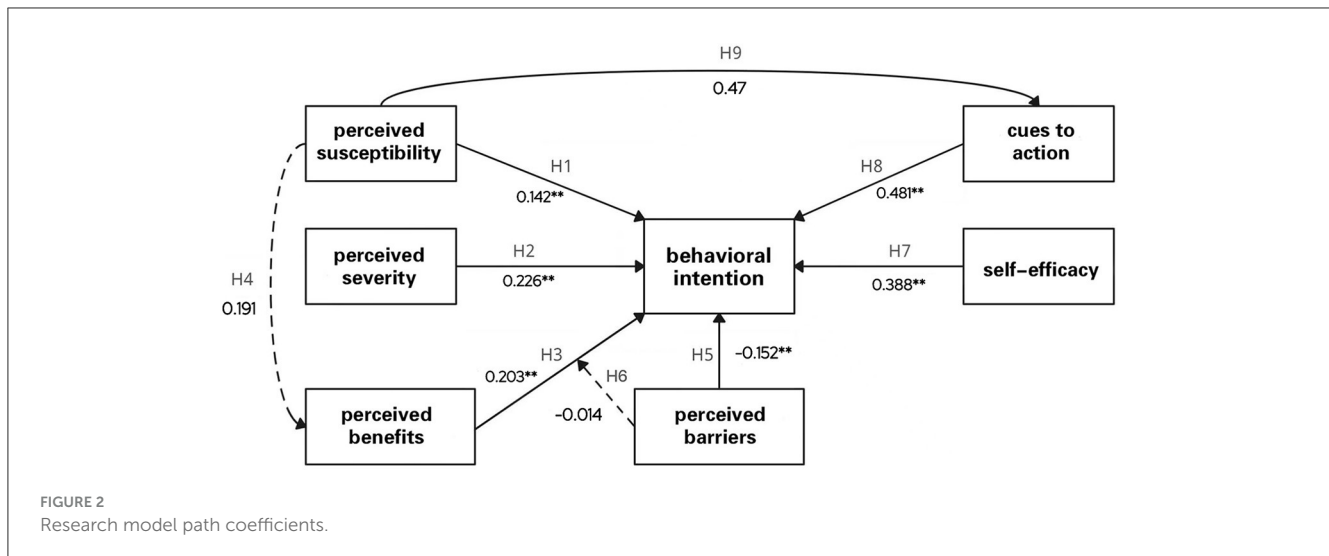 H9
0.47
perceived
susceptibility
cues to
action
H1
0.142**
H8
0.481**
perceived
severity
H2
0.226**
behavioral
intention
H7
0.388**
self-efficacy
H4
0.191
H3
0.203**
H6
-0.014
H5
-0.152**
perceived
benefits
perceived
barriers
FIGURE 2
Research model path coefficients.